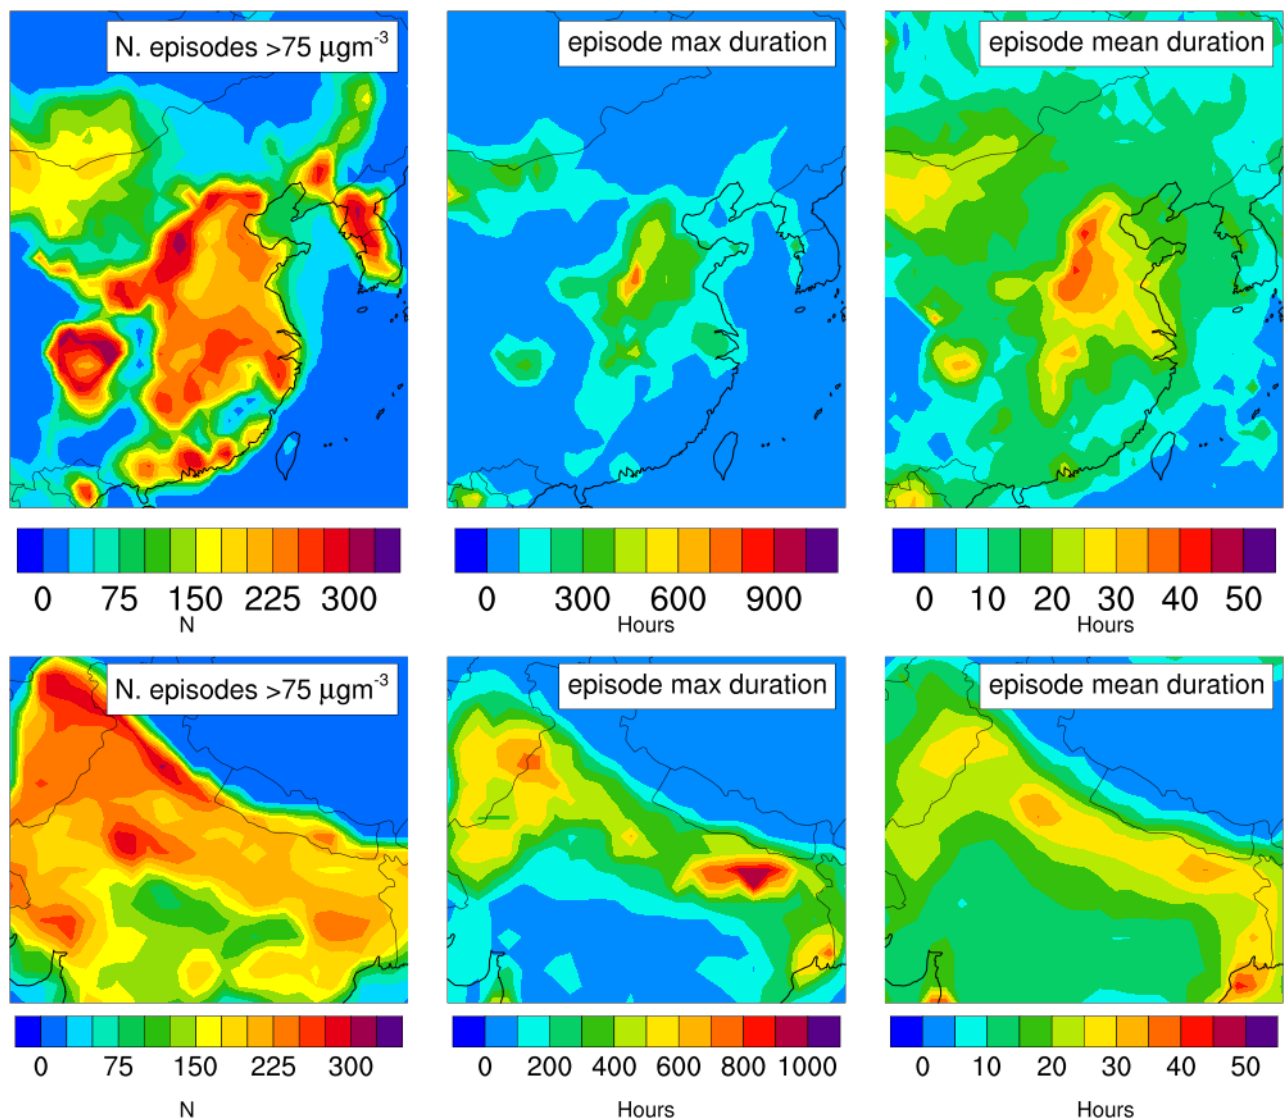 N. episodes >75 μgm⁻³
episode max duration
episode mean duration
0 75 150 225 300
N
0 300 600 900
Hours
0 10 20 30 40 50
Hours
N. episodes >75 μgm⁻³
episode max duration
episode mean duration
0 75 150 225 300
N
0 200 400 600 800 1000
Hours
0 10 20 30 40 50
Hours